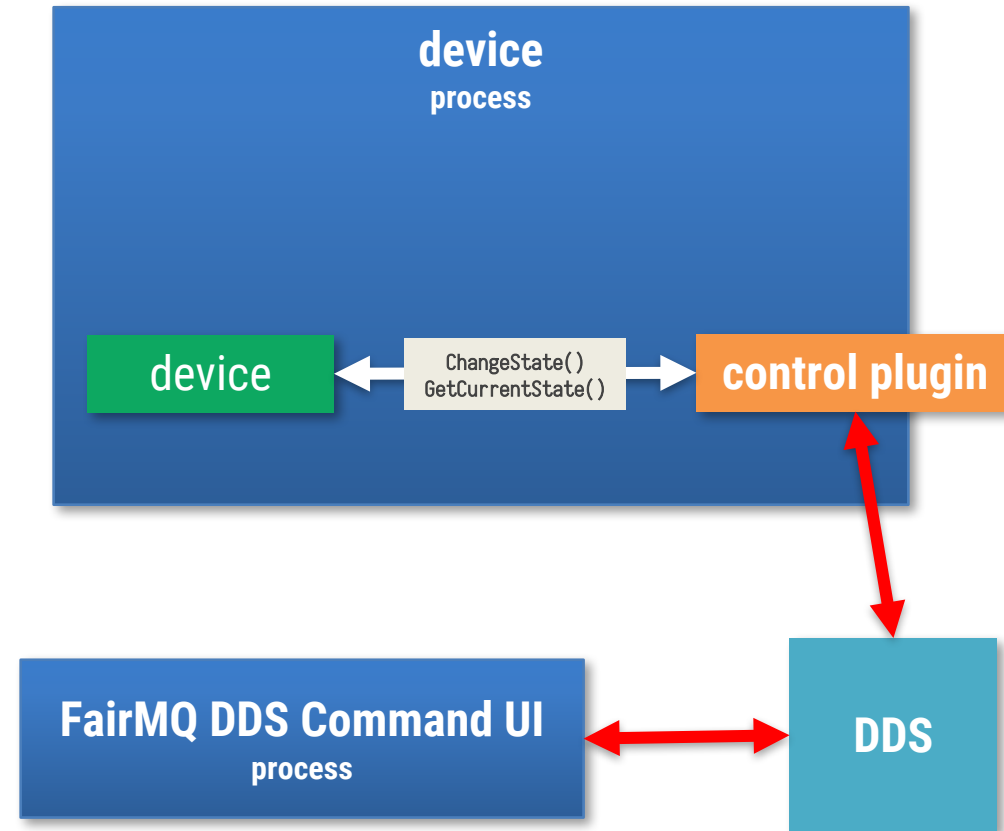 device
process
device
ChangeState()
GetCurrentState()
control plugin
FairMQ DDS Command UI
process
DDS